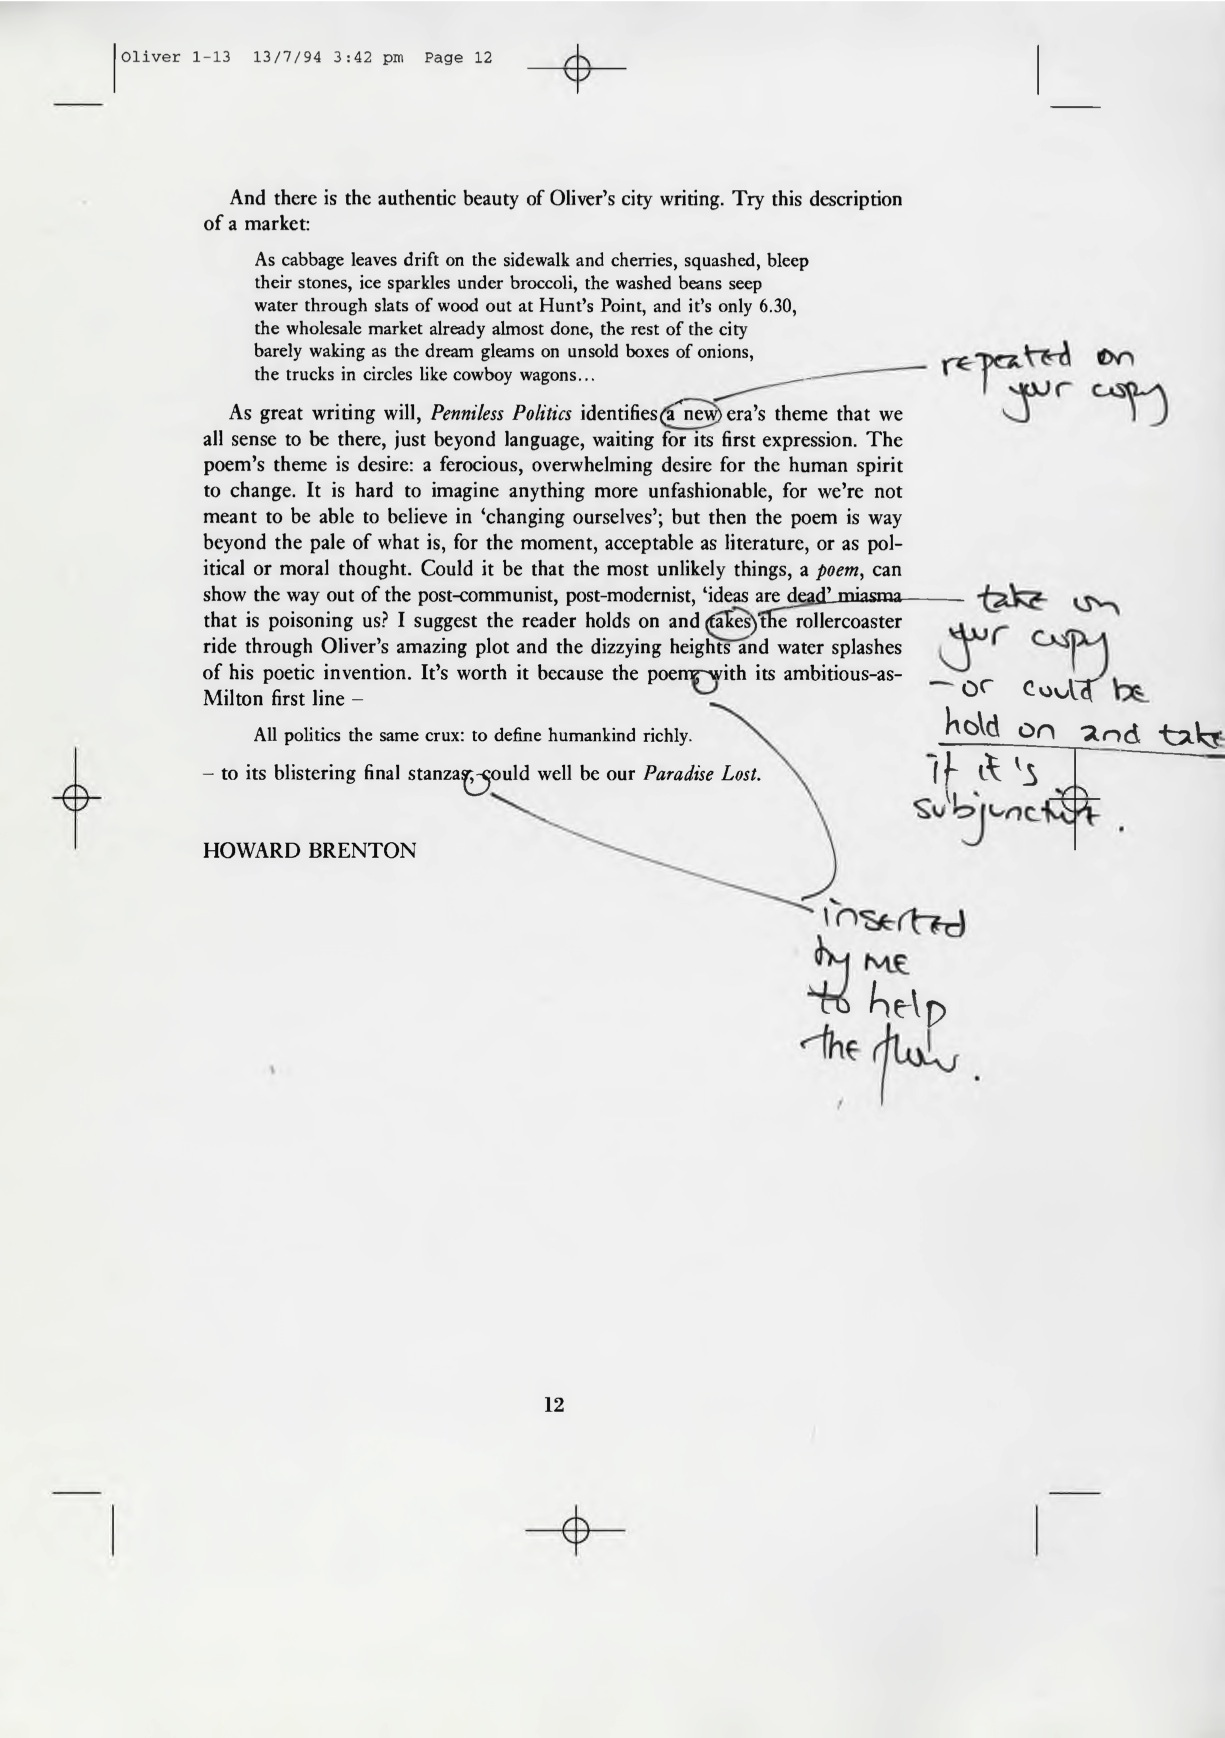 Oliver 1-13 13/7/94 3:42 pm Page 12
And there is the authentic beauty of Oliver's city writing. Try this description
of a market:
As cabbage leaves drift on the sidewalk and cherries, squashed, bleep
their stones, ice sparkles under broccoli, the washed beans seep
water through slats of wood out at Hunt's Point, and it's only 6.30,
the wholesale market already almost done, the rest of the city
barely waking as the dream gleams on unsold boxes of onions,
the trucks in circles like cowboy wagons...
repeated on
your copy
As great writing will, Penniless Politics identifies a new era's theme that we
all sense to be there, just beyond language, waiting for its first expression. The
poem's theme is desire: a ferocious, overwhelming desire for the human spirit
to change. It is hard to imagine anything more unfashionable, for we're not
meant to be able to believe in ‘changing ourselves’; but then the poem is way
beyond the pale of what is, for the moment, acceptable as literature, or as pol-
itical or moral thought. Could it be that the most unlikely things, a poem, can
show the way out of the post-communist, post-modernist, ‘ideas are dead’ miasma
that is poisoning us? I suggest the reader holds on and takes the rollercoaster
ride through Oliver's amazing plot and the dizzying heights and water splashes
of his poetic invention. It's worth it because the poem, with its ambitious-as-
Milton first line –
take on
your copy
– or could be
hold on and take
if it's
subjunctive.
All politics the same crux: to define humankind richly.
– to its blistering final stanzas, could well be our Paradise Lost.
HOWARD BRENTON
inserted
by me
to help
the flow.
12